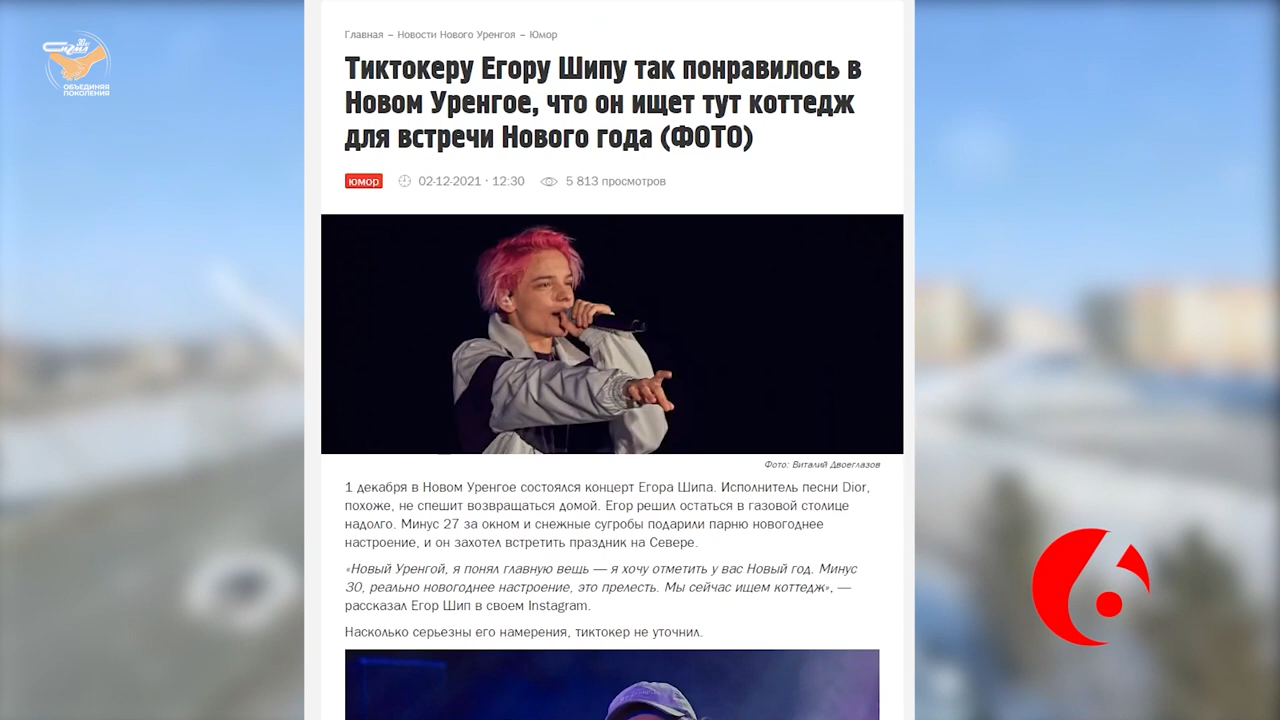 30 лет
Сигма
ОБЪЕДИНЯЯ
ПОКОЛЕНИЯ
Главная – Новости Нового Уренгоя – Юмор
Тиктокеру Егору Шипу так понравилось в
Новом Уренгое, что он ищет тут коттедж
для встречи Нового года (ФОТО)
юмор 02-12-2021 · 12:30 5 813 просмотров
Фото: Виталий Двоеглазов
1 декабря в Новом Уренгое состоялся концерт Егора Шипа. Исполнитель песни Dior,
похоже, не спешит возвращаться домой. Егор решил остаться в газовой столице
надолго. Минус 27 за окном и снежные сугробы подарили парню новогоднее
настроение, и он захотел встретить праздник на Севере.
«Новый Уренгой, я понял главную вещь — я хочу отметить у вас Новый год. Минус
30, реально новогоднее настроение, это прелесть. Мы сейчас ищем коттедж», —
рассказал Егор Шип в своем Instagram.
Насколько серьезны его намерения, тиктокер не уточнил.